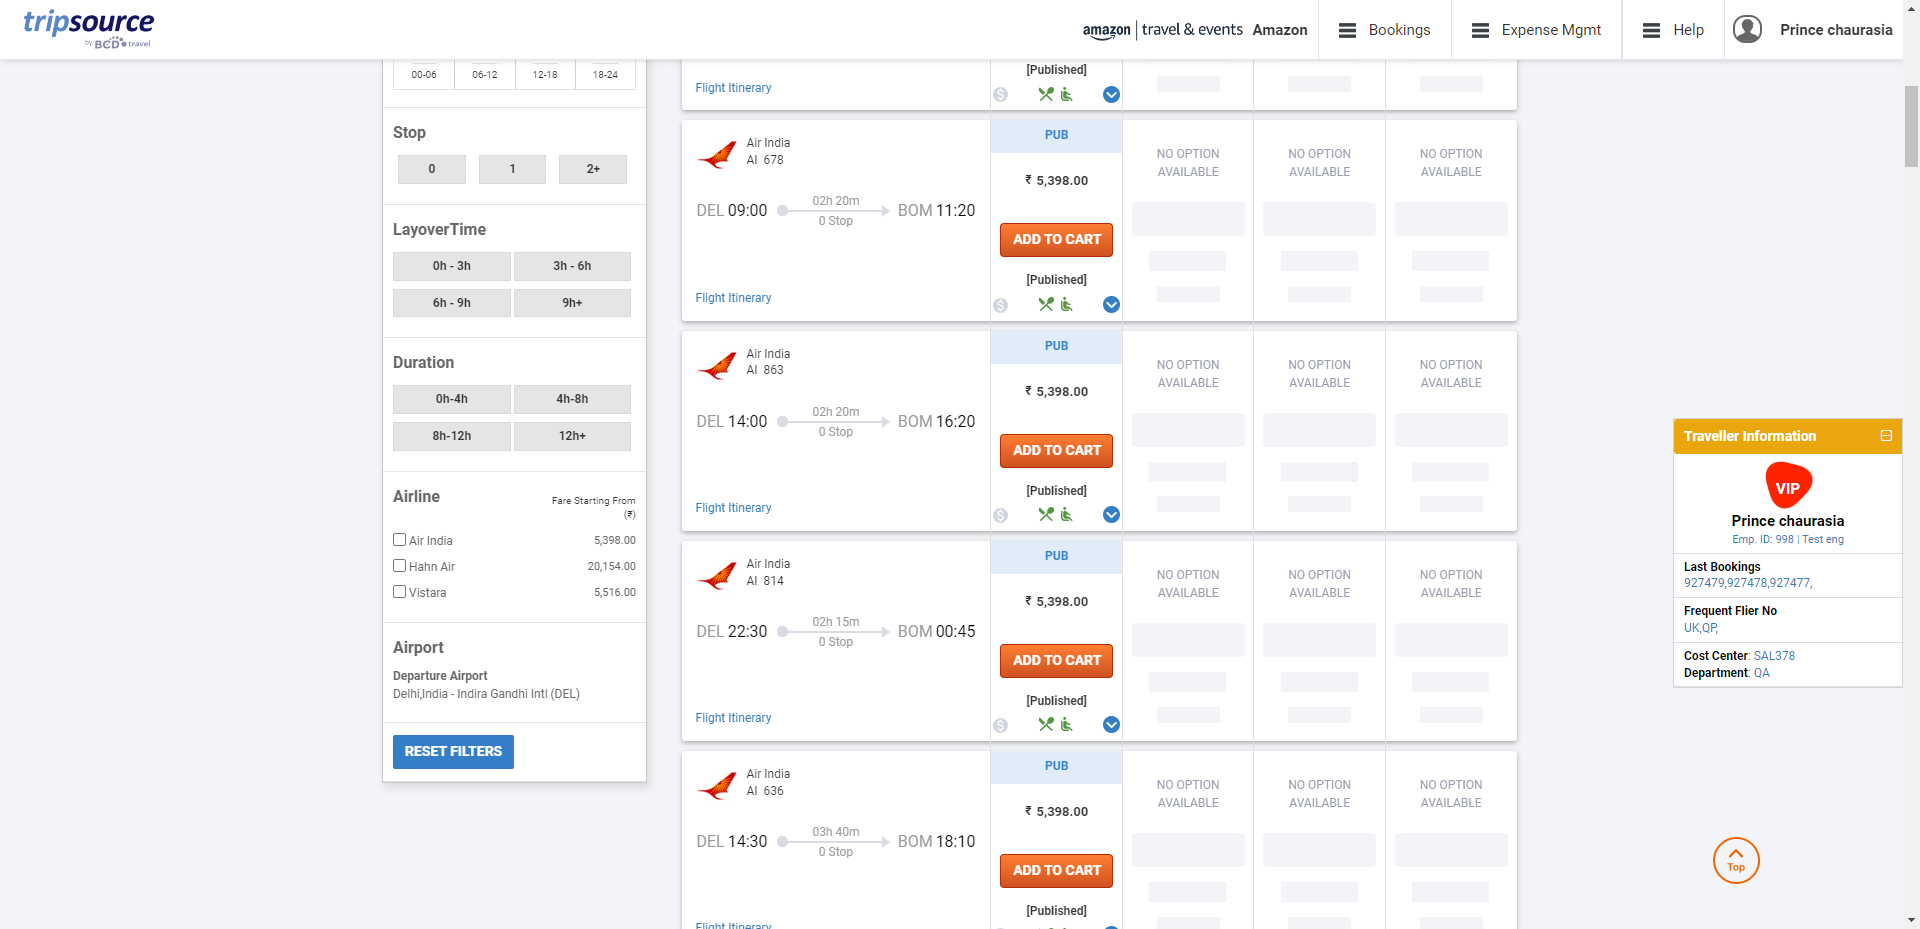 tripsource
by BCD travel
amazon | travel & events Amazon
Bookings
Expense Mgmt
Help
Prince chaurasia
00-06
06-12
12-18
18-24
Stop
0
1
2+
LayoverTime
0h - 3h
3h - 6h
6h - 9h
9h+
Duration
0h-4h
4h-8h
8h-12h
12h+
Airline
Fare Starting From
(₹)
Air India 5,398.00
Hahn Air 20,154.00
Vistara 5,516.00
Airport
Departure Airport
Delhi,India - Indira Gandhi Intl (DEL)
RESET FILTERS
[Published]
Flight Itinerary
Air India
AI 678
DEL 09:00
02h 20m
0 Stop
BOM 11:20
Flight Itinerary
PUB
₹ 5,398.00
ADD TO CART
[Published]
NO OPTION
AVAILABLE
NO OPTION
AVAILABLE
NO OPTION
AVAILABLE
Air India
AI 863
DEL 14:00
02h 20m
0 Stop
BOM 16:20
Flight Itinerary
PUB
₹ 5,398.00
ADD TO CART
[Published]
NO OPTION
AVAILABLE
NO OPTION
AVAILABLE
NO OPTION
AVAILABLE
Air India
AI 814
DEL 22:30
02h 15m
0 Stop
BOM 00:45
Flight Itinerary
PUB
₹ 5,398.00
ADD TO CART
[Published]
NO OPTION
AVAILABLE
NO OPTION
AVAILABLE
NO OPTION
AVAILABLE
Air India
AI 636
DEL 14:30
03h 40m
0 Stop
BOM 18:10
Flight Itinerary
PUB
₹ 5,398.00
ADD TO CART
[Published]
NO OPTION
AVAILABLE
NO OPTION
AVAILABLE
NO OPTION
AVAILABLE
Traveller Information
VIP
Prince chaurasia
Emp. ID: 998 | Test eng
Last Bookings
927479,927478,927477,
Frequent Flier No
UK,QP,
Cost Center: SAL378
Department: QA
Top